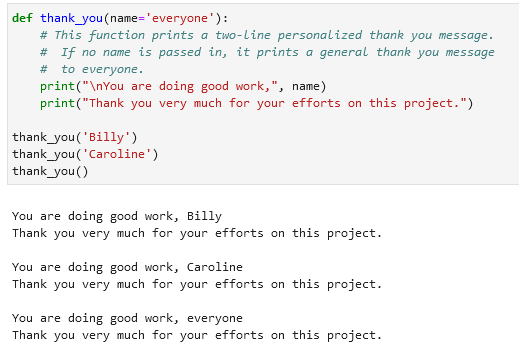 def thank_you(name='everyone'):
    # This function prints a two-line personalized thank you message.
    #  If no name is passed in, it prints a general thank you message
    #  to everyone.
    print("\nYou are doing good work,", name)
    print("Thank you very much for your efforts on this project.")

thank_you('Billy')
thank_you('Caroline')
thank_you()

You are doing good work, Billy
Thank you very much for your efforts on this project.

You are doing good work, Caroline
Thank you very much for your efforts on this project.

You are doing good work, everyone
Thank you very much for your efforts on this project.